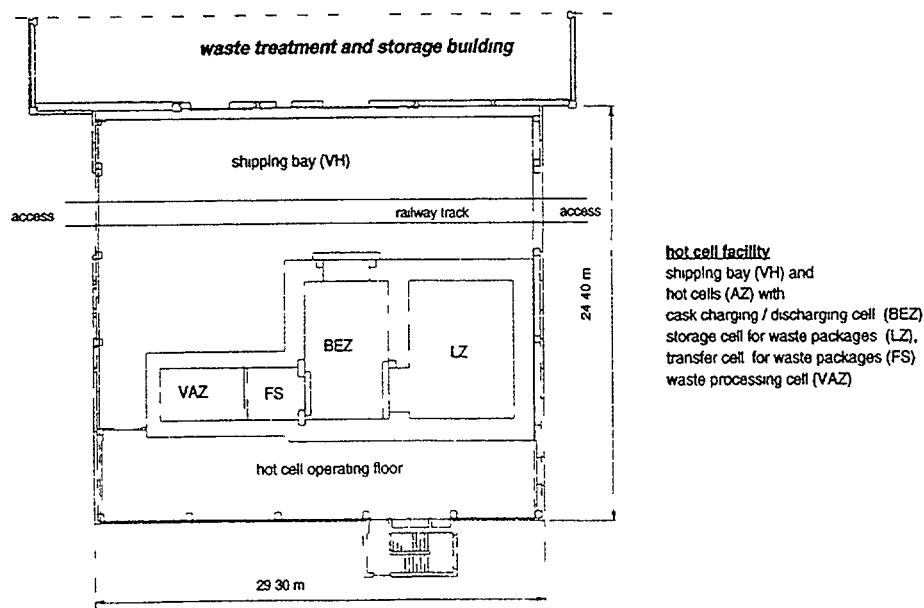 waste treatment and storage building
shipping bay (VH)
access
railway track
access
BEZ
LZ
VAZ
FS
hot cell operating floor
24 40 m
29 30 m
hot cell facility
shipping bay (VH) and
hot cells (AZ) with
cask charging / discharging cell (BEZ)
storage cell for waste packages (LZ),
transfer cell for waste packages (FS)
waste processing cell (VAZ)